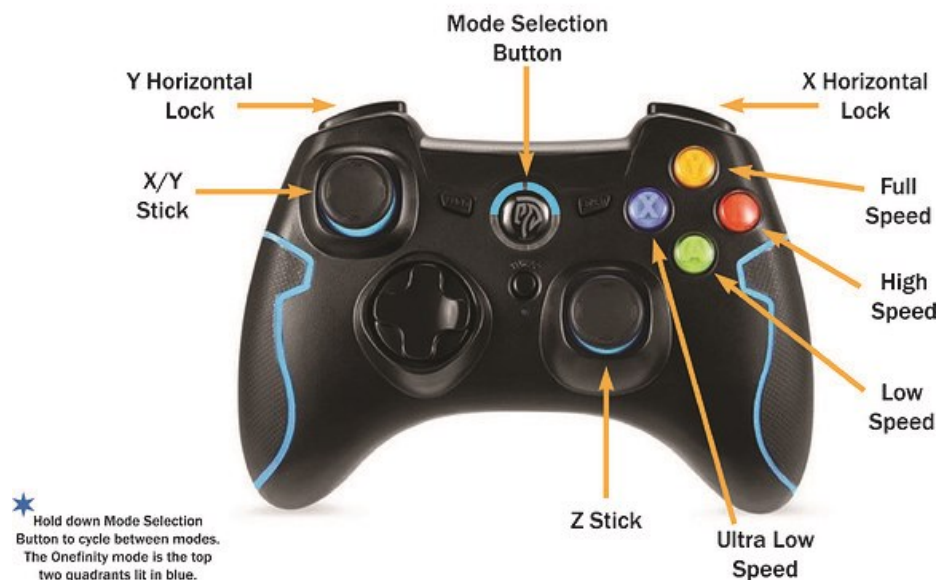 Mode Selection
Button
Y Horizontal
Lock
X Horizontal
Lock
X/Y
Stick
Y
X
A
Full
Speed
High
Speed
Low
Speed
Z Stick
Ultra Low
Speed
Hold down Mode Selection
Button to cycle between modes.
The Onefinity mode is the top
two quadrants lit in blue.